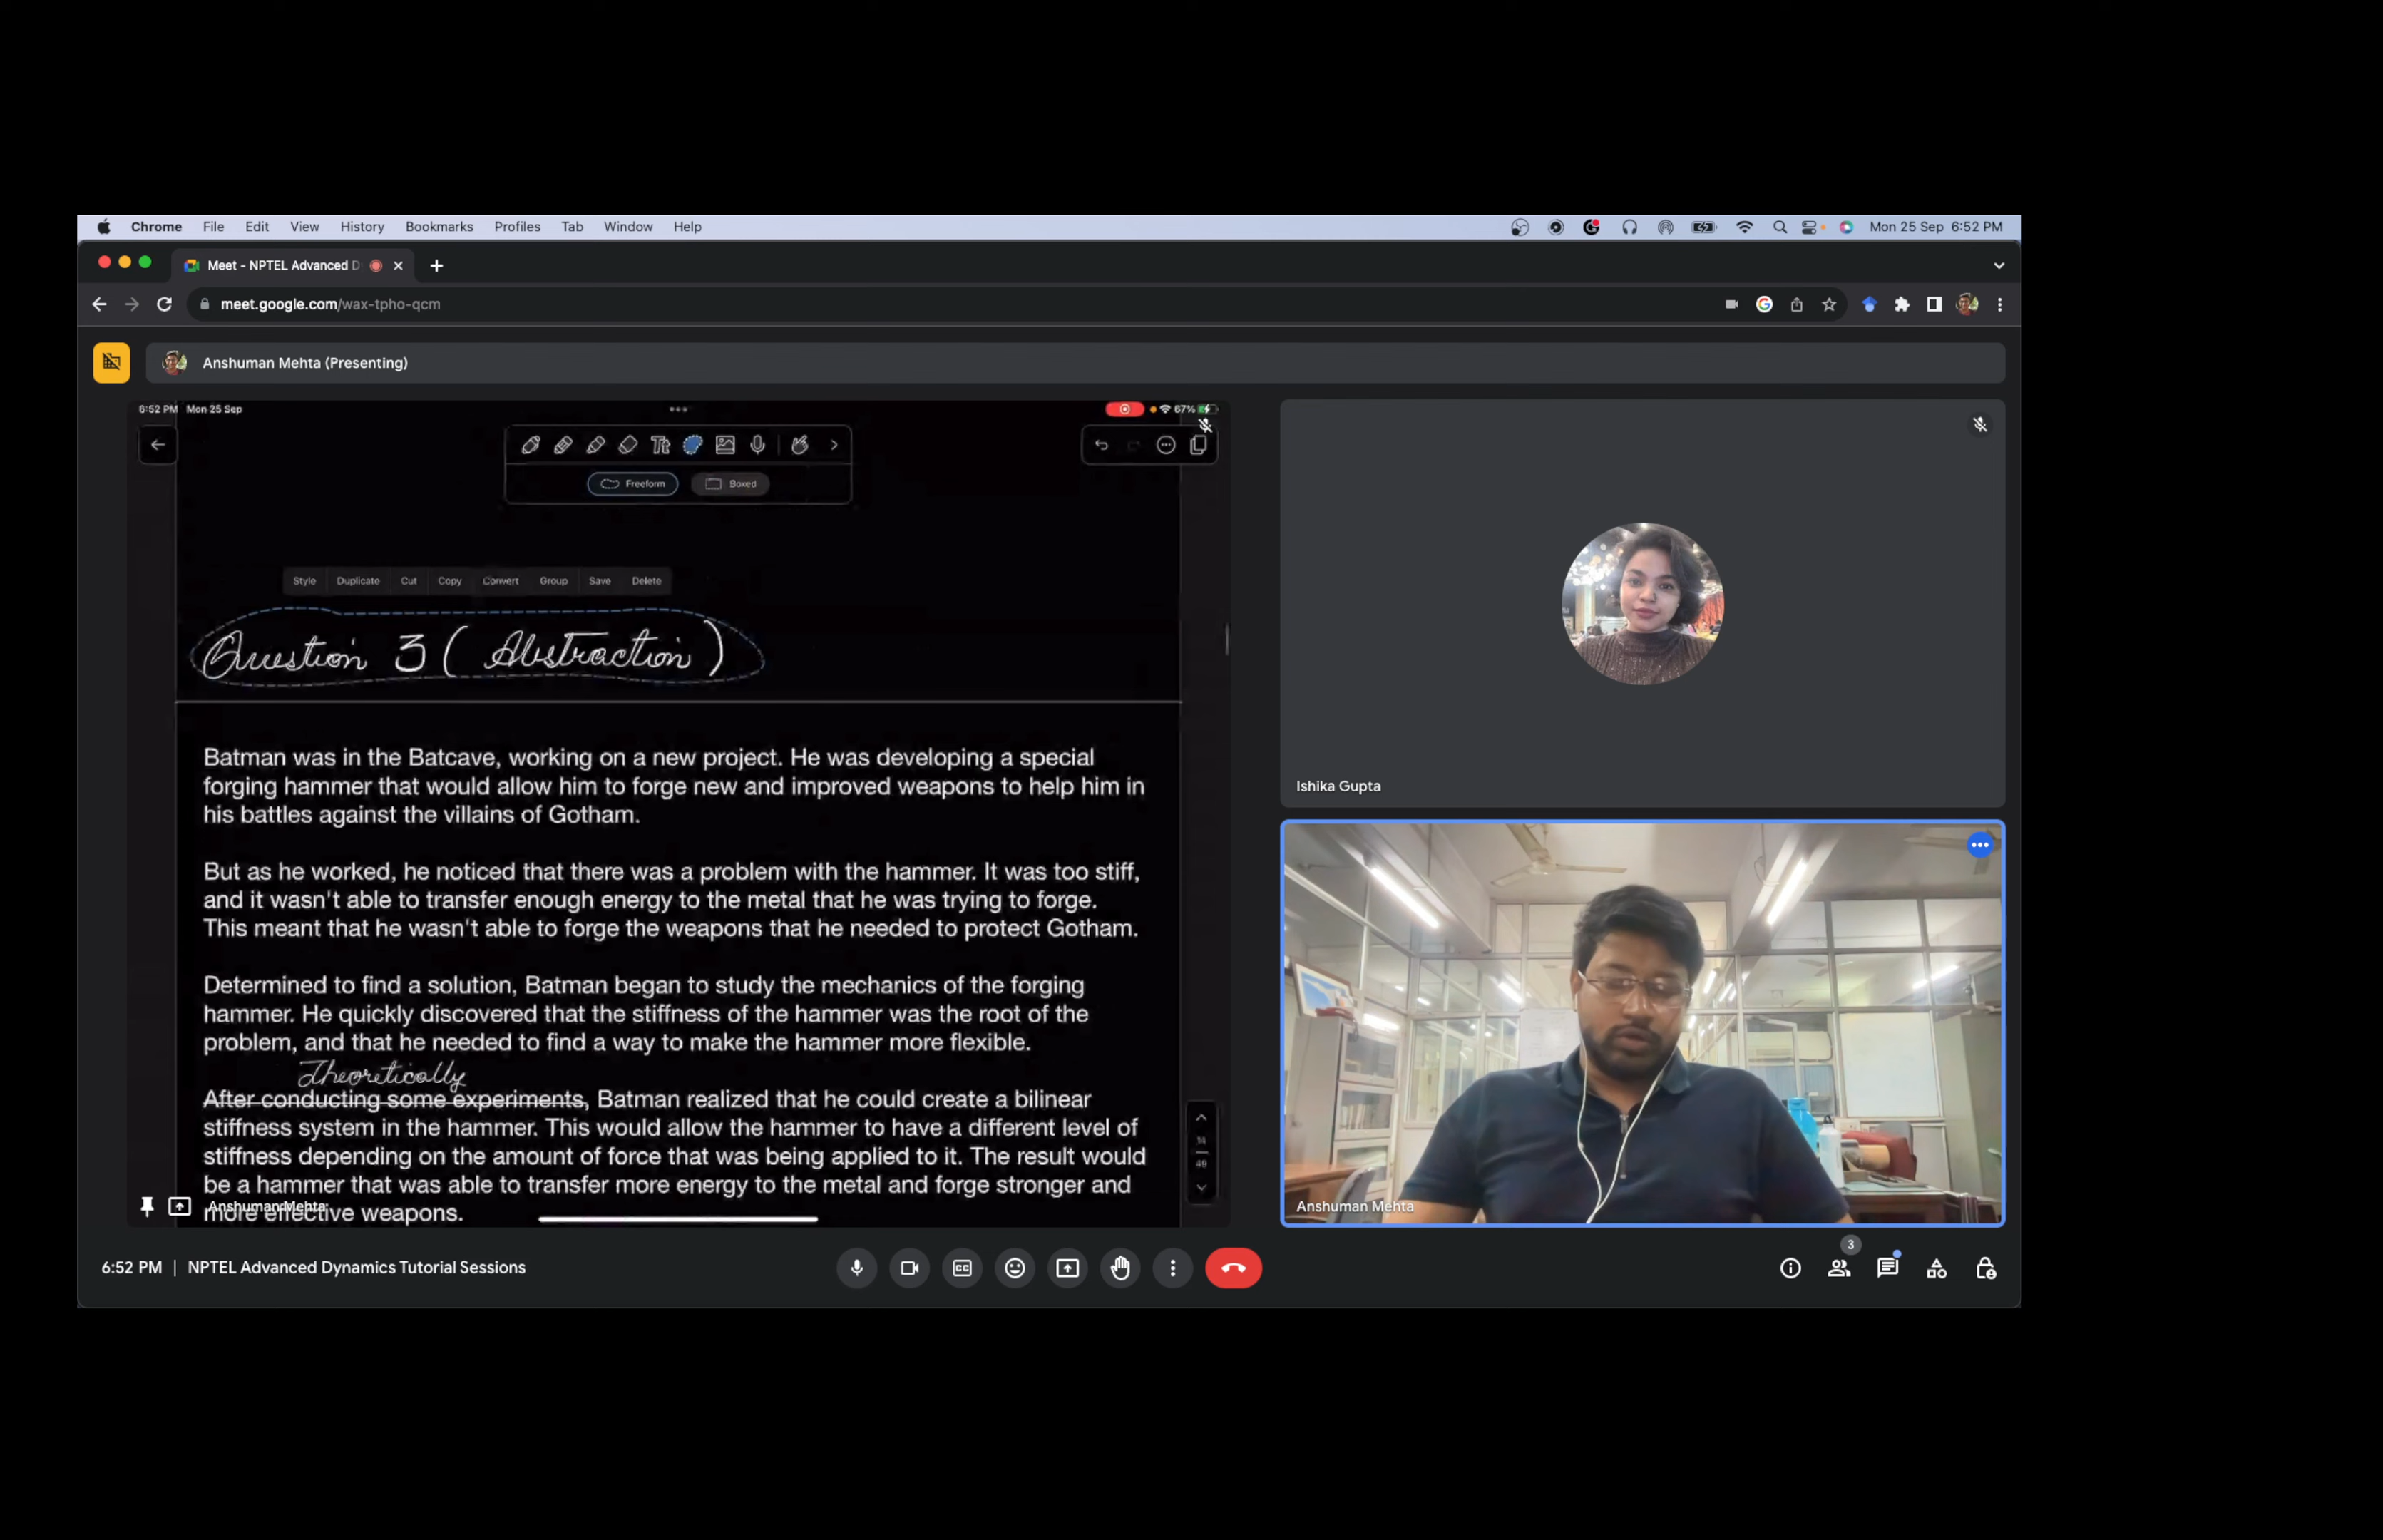 Chrome File Edit View History Bookmarks Profiles Tab Window Help Mon 25 Sep 6:52 PM
Meet - NPTEL Advanced D
meet.google.com/wax-tpho-qcm
Anshuman Mehta (Presenting)
6:52 PM Mon 25 Sep 67%
Freeform Boxed
Style Duplicate Cut Copy Convert Group Save Delete
Question 3 ( Abstraction )
Batman was in the Batcave, working on a new project. He was developing a special
forging hammer that would allow him to forge new and improved weapons to help him in
his battles against the villains of Gotham.
But as he worked, he noticed that there was a problem with the hammer. It was too stiff,
and it wasn't able to transfer enough energy to the metal that he was trying to forge.
This meant that he wasn't able to forge the weapons that he needed to protect Gotham.
Determined to find a solution, Batman began to study the mechanics of the forging
hammer. He quickly discovered that the stiffness of the hammer was the root of the
problem, and that he needed to find a way to make the hammer more flexible.
Theoretically
After conducting some experiments, Batman realized that he could create a bilinear
stiffness system in the hammer. This would allow the hammer to have a different level of
stiffness depending on the amount of force that was being applied to it. The result would
be a hammer that was able to transfer more energy to the metal and forge stronger and
more effective weapons.
Anshuman Mehta
Ishika Gupta
Anshuman Mehta
6:52 PM | NPTEL Advanced Dynamics Tutorial Sessions
3